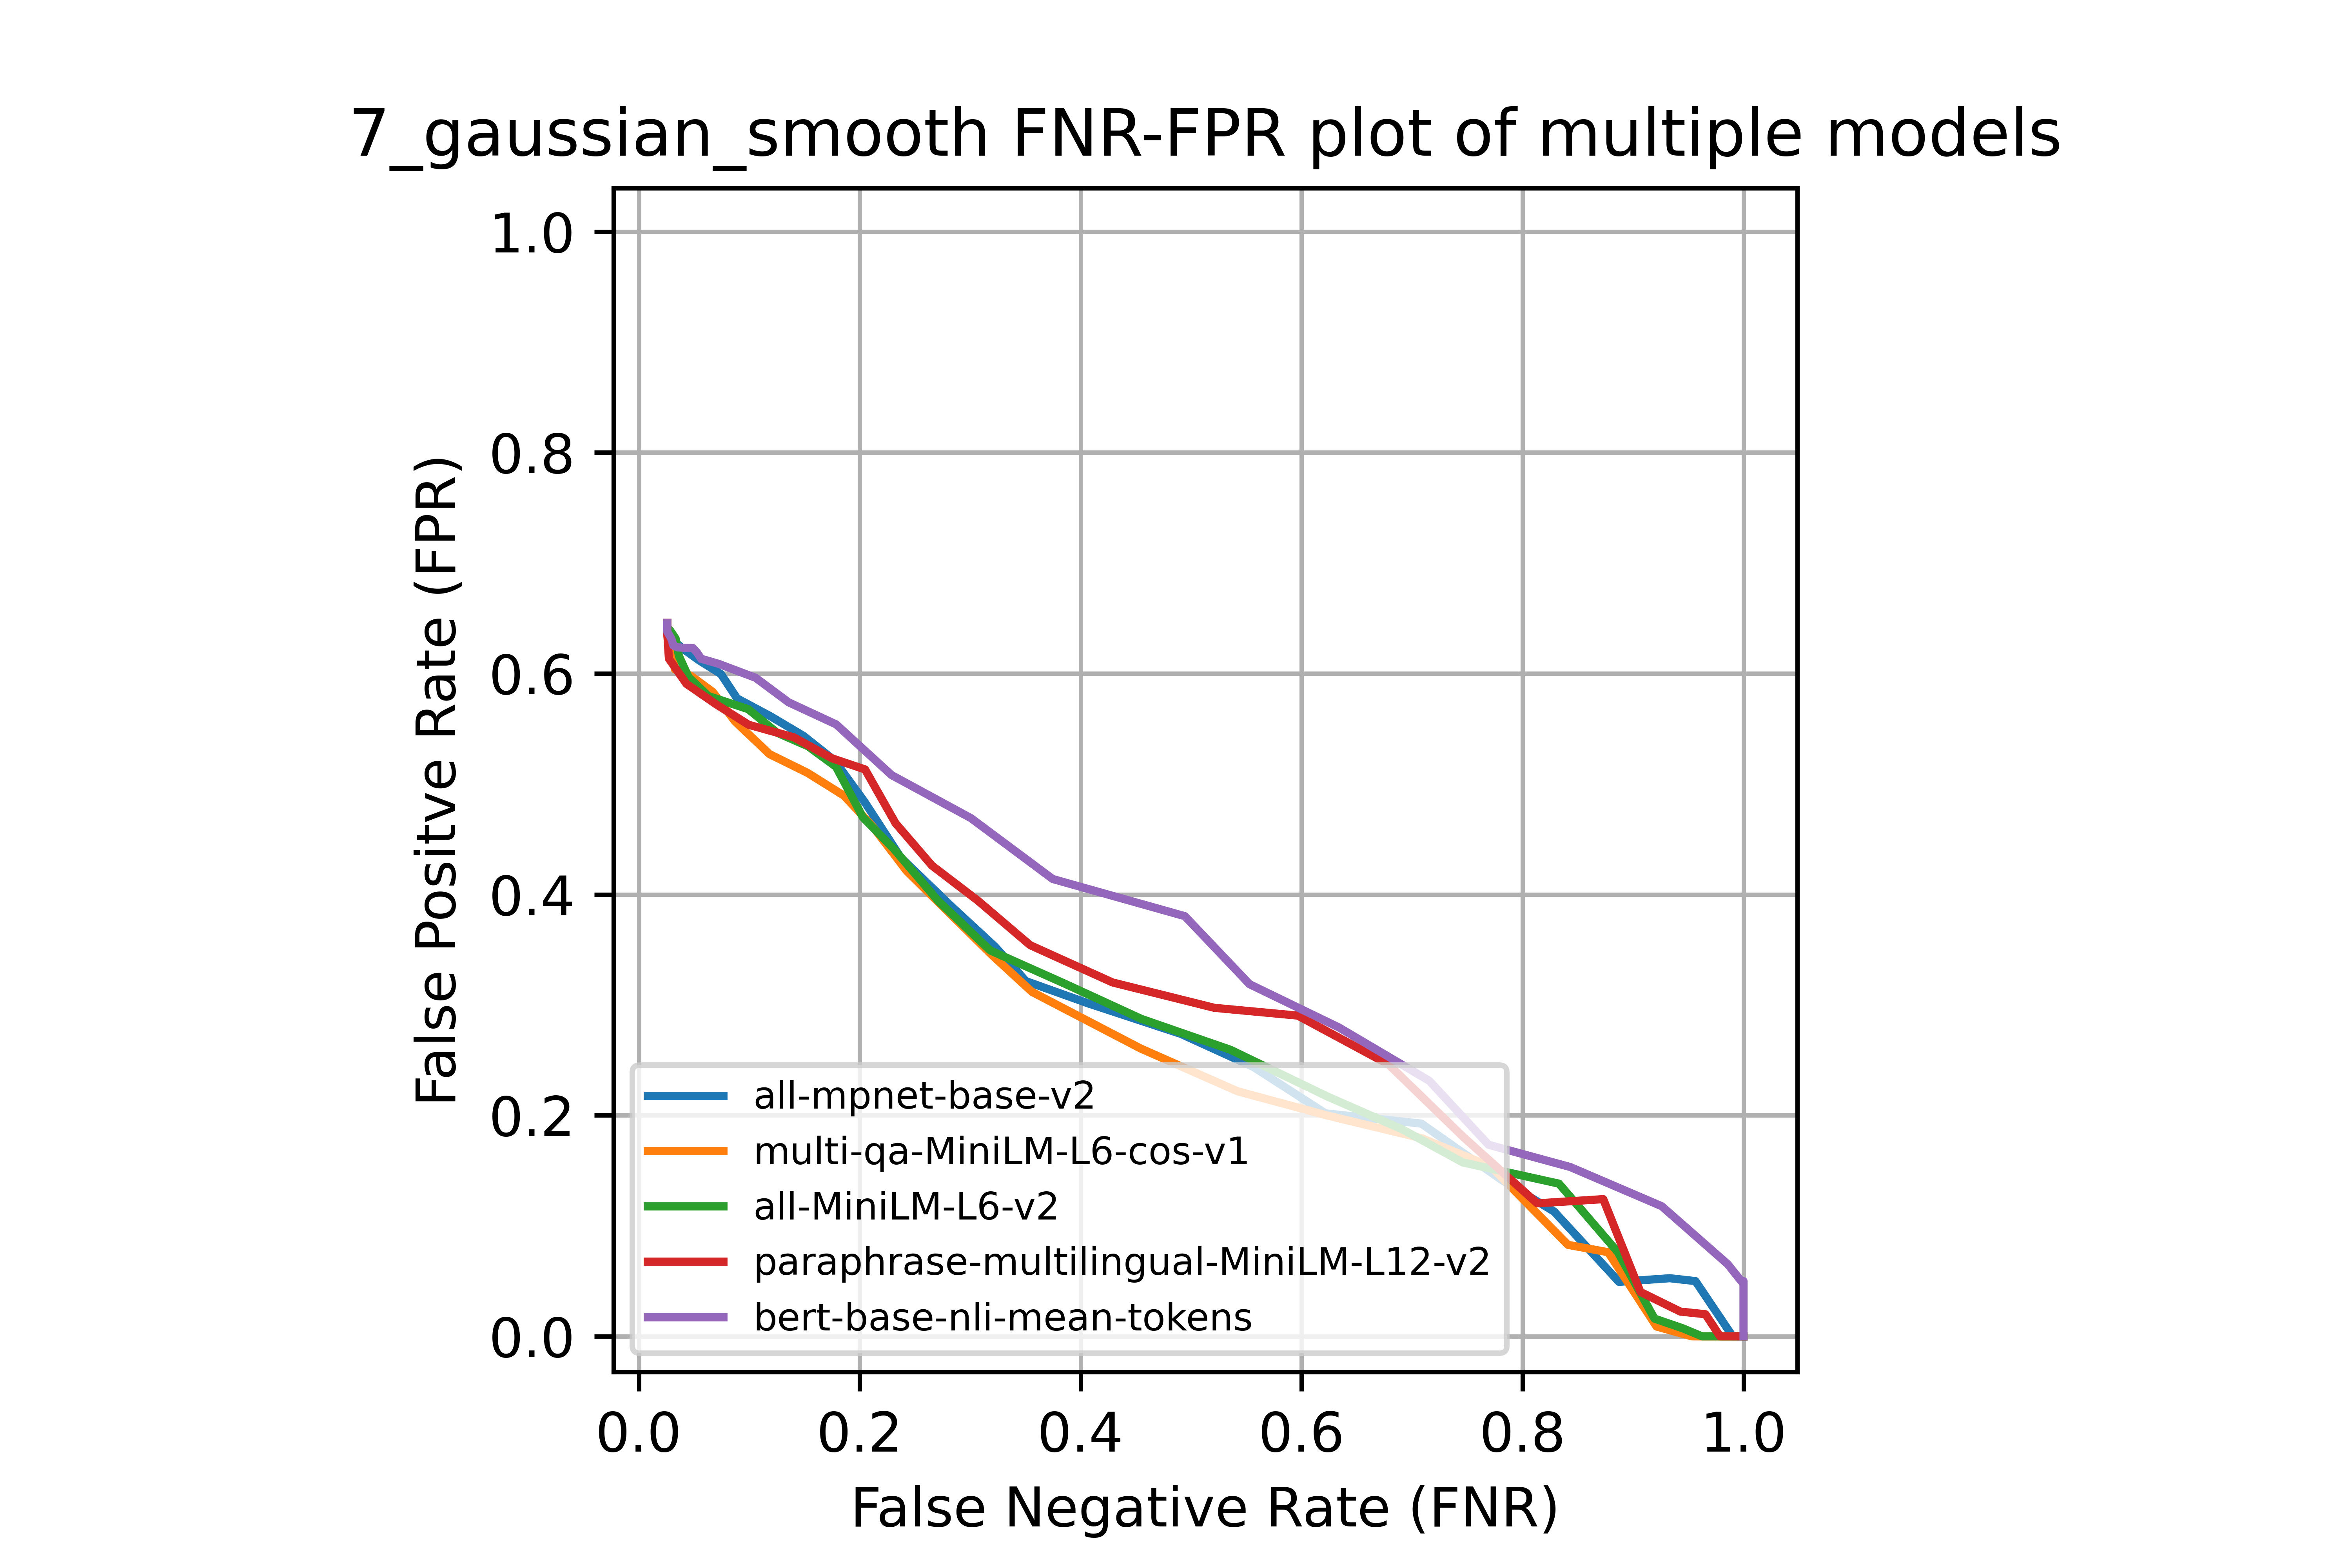 7_gaussian_smooth FNR-FPR plot of multiple models
False Positve Rate (FPR)
1.0
0.8
0.6
0.4
0.2
0.0
all-mpnet-base-v2
multi-qa-MiniLM-L6-cos-v1
all-MiniLM-L6-v2
paraphrase-multilingual-MiniLM-L12-v2
bert-base-nli-mean-tokens
0.0 0.2 0.4 0.6 0.8 1.0
False Negative Rate (FNR)